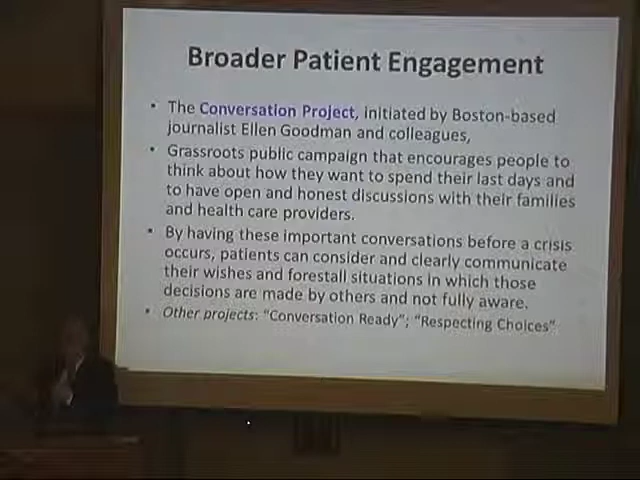 Broader Patient Engagement
• The Conversation Project, initiated by Boston-based
journalist Ellen Goodman and colleagues,
• Grassroots public campaign that encourages people to
think about how they want to spend their last days and
to have open and honest discussions with their families
and health care providers.
• By having these important conversations before a crisis
occurs, patients can consider and clearly communicate
their wishes and forestall situations in which those
decisions are made by others and not fully aware.
• Other projects: “Conversation Ready”; “Respecting Choices”